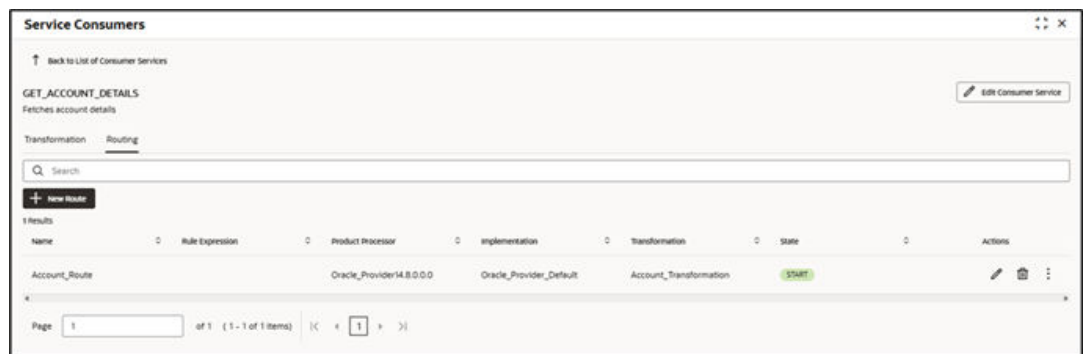 Service Consumers
Back to List of Consumer Services
GET_ACCOUNT_DETAILS
Edit Consumer Service
Fetches account details
Transformation Routing
Search
New Route
1 Results
Name Rule Expression Product Processor Implementation Transformation State Actions
Account_Route Oracle_Provider14.8.0.0.0 Oracle_Provider_Default Account_Transformation START
Page 1 of 1 (1 - 1 of 1 items) 1